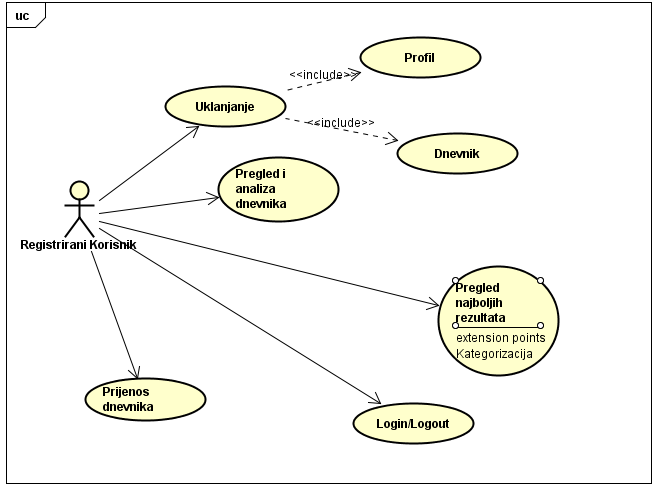 uc
Profil
<<include>>
Uklanjanje
<<include>>
Dnevnik
Pregled i
analiza
dnevnika
Registrirani Korisnik
Pregled
najboljih
rezultata
extension points
Kategorizacija
Prijenos
dnevnika
Login/Logout